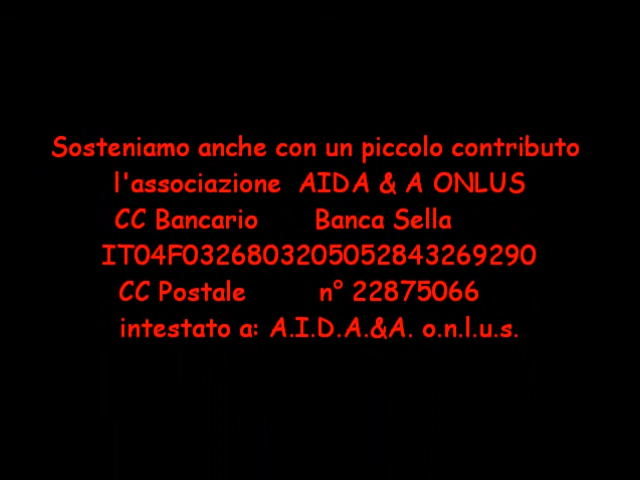 Sosteniamo anche con un piccolo contributo
l'associazione AIDA & A ONLUS
CC Bancario Banca Sella
IT04F0326803205052843269290
CC Postale n° 22875066
intestato a: A.I.D.A.&A. o.n.l.u.s.